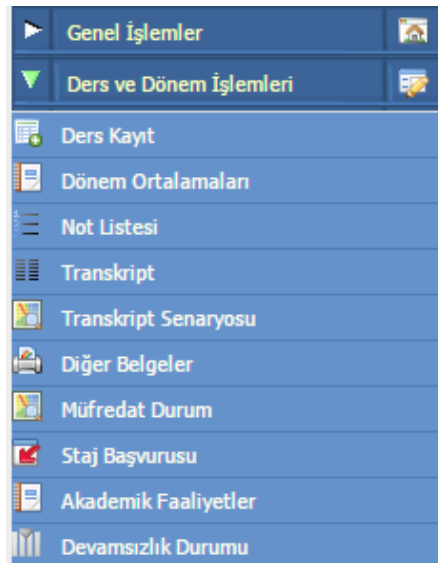 Genel İşlemler
Ders ve Dönem İşlemleri
Ders Kayıt
Dönem Ortalamaları
Not Listesi
Transkript
Transkript Senaryosu
Diğer Belgeler
Müfredat Durum
Staj Başvurusu
Akademik Faaliyetler
Devamsızlık Durumu